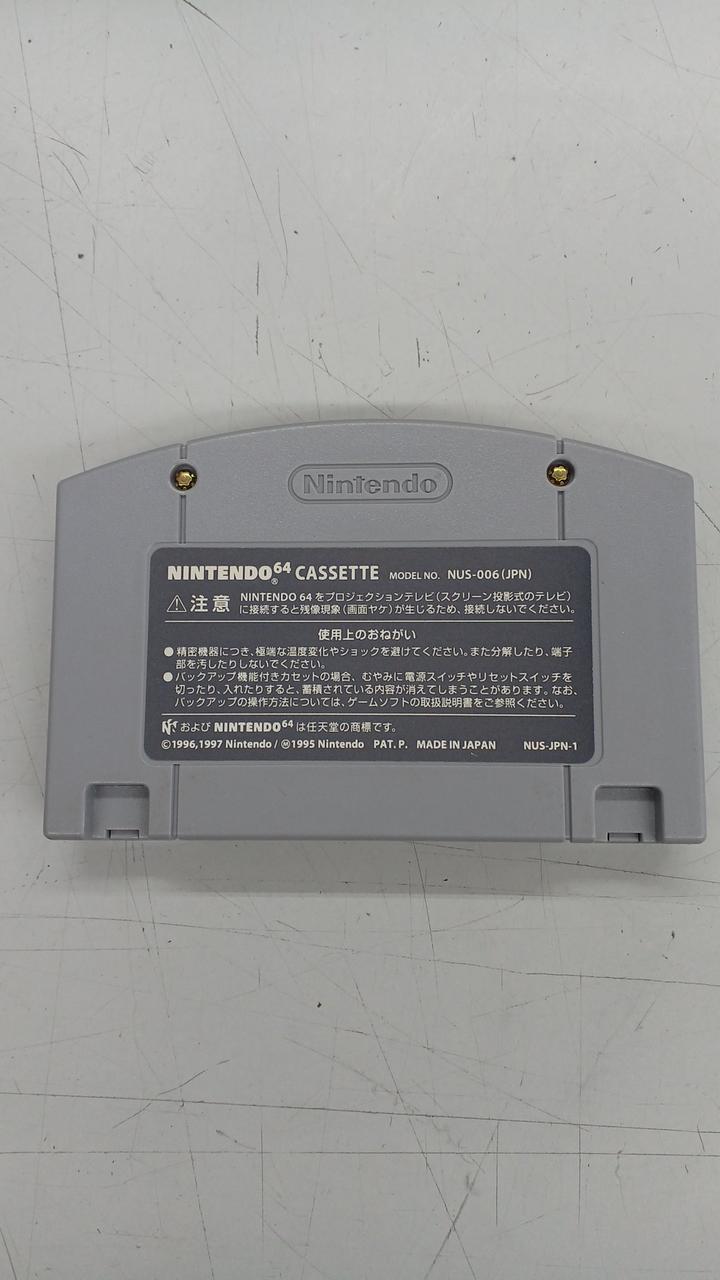 Nintendo
NINTENDO64® CASSETTE MODEL NO. NUS-006(JPN)
⚠注意 NINTENDO 64をプロジェクションテレビ(スクリーン投影式のテレビ)
に接続すると残像現象(画面ヤケ)が生じるため、接続しないでください。
使用上のおねがい
●精密機器につき、極端な温度変化やショックを避けてください。また分解したり、端子
部を汚したりしないでください。
●バックアップ機能付きカセットの場合、むやみに電源スイッチやリセットスイッチを
切ったり、入れたりすると、蓄積されている内容が消えてしまうことがあります。なお、
バックアップの操作方法については、ゲームソフトの取扱説明書をご参照ください。
およびNINTENDO64は任天堂の商標です。
©1996,1997 Nintendo / Ⓜ1995 Nintendo PAT. P. MADE IN JAPAN NUS-JPN-1